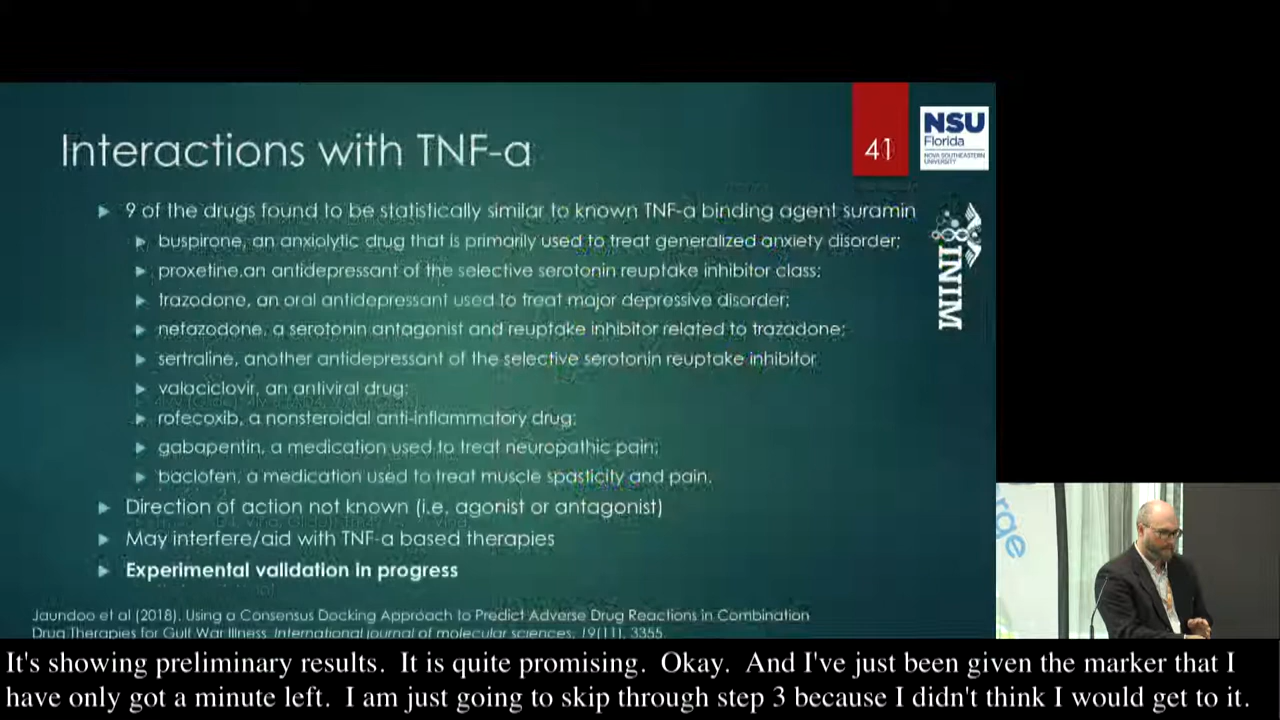 Interactions with TNF-a
41
NSU
Florida
NOVA SOUTHEASTERN
UNIVERSITY
9 of the drugs found to be statistically similar to known TNF-a binding agent suramin
buspirone, an anxiolytic drug that is primarily used to treat generalized anxiety disorder;
proxetine,an antidepressant of the selective serotonin reuptake inhibitor class;
trazodone, an oral antidepressant used to treat major depressive disorder;
nefazodone, a serotonin antagonist and reuptake inhibitor related to trazadone;
sertraline, another antidepressant of the selective serotonin reuptake inhibitor
valaciclovir, an antiviral drug;
rofecoxib, a nonsteroidal anti-inflammatory drug;
gabapentin, a medication used to treat neuropathic pain;
baclofen, a medication used to treat muscle spasticity and pain.
Direction of action not known (i.e. agonist or antagonist)
May interfere/aid with TNF-a based therapies
Experimental validation in progress
INIM
Jaundoo et al (2018). Using a Consensus Docking Approach to Predict Adverse Drug Reactions in Combination
Drug Therapies for Gulf War Illness. International journal of molecular sciences, 19(11), 3355.
It's showing preliminary results.  It is quite promising.  Okay.  And I've just been given the marker that I
have only got a minute left.  I am just going to skip through step 3 because I didn't think I would get to it.